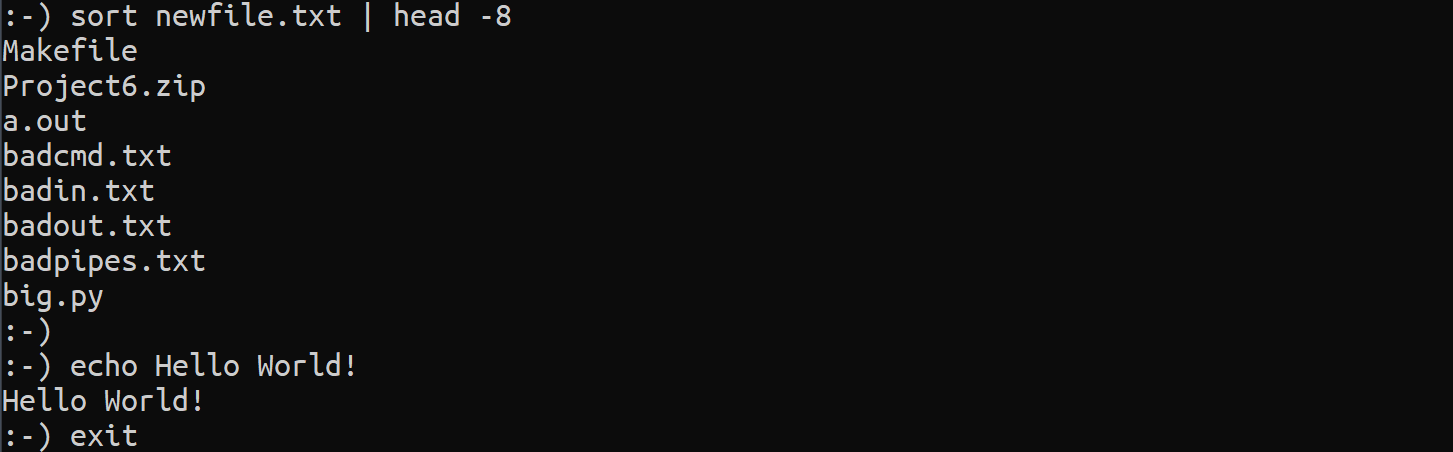 :-) sort newfile.txt | head -8
Makefile
Project6.zip
a.out
badcmd.txt
badin.txt
badout.txt
badpipes.txt
big.py
:-)
:-) echo Hello World!
Hello World!
:-) exit